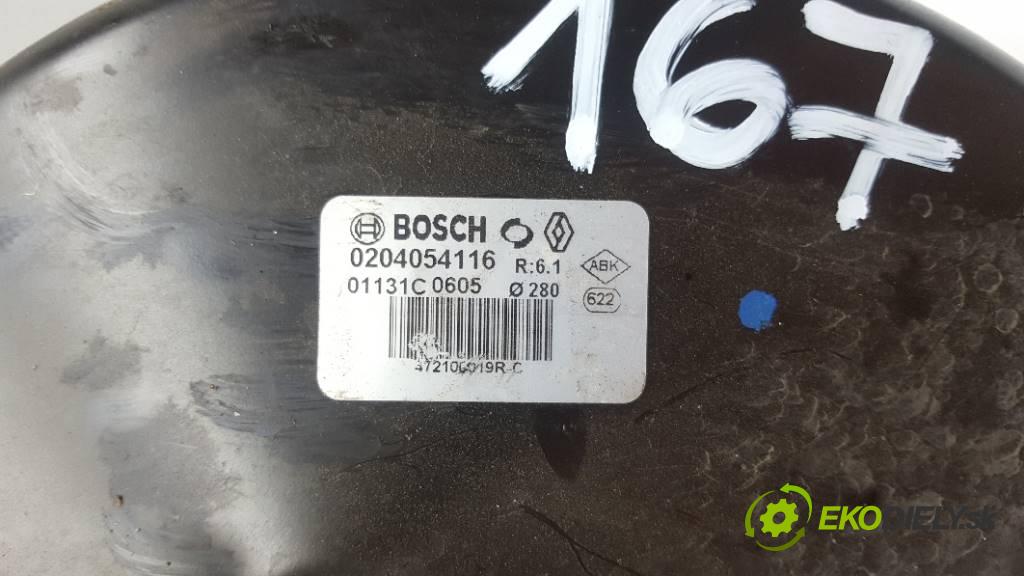 167
BOSCH
0204054116 R:6.1 ABK
01131C 0605 Ø 280 622
EKODIELY.SK